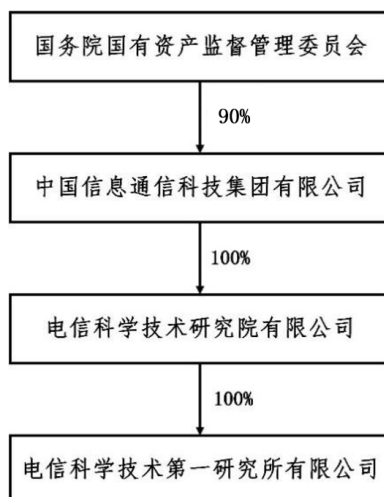 国务院国有资产监督管理委员会
90%
中国信息通信科技集团有限公司
100%
电信科学技术研究院有限公司
100%
电信科学技术第一研究所有限公司